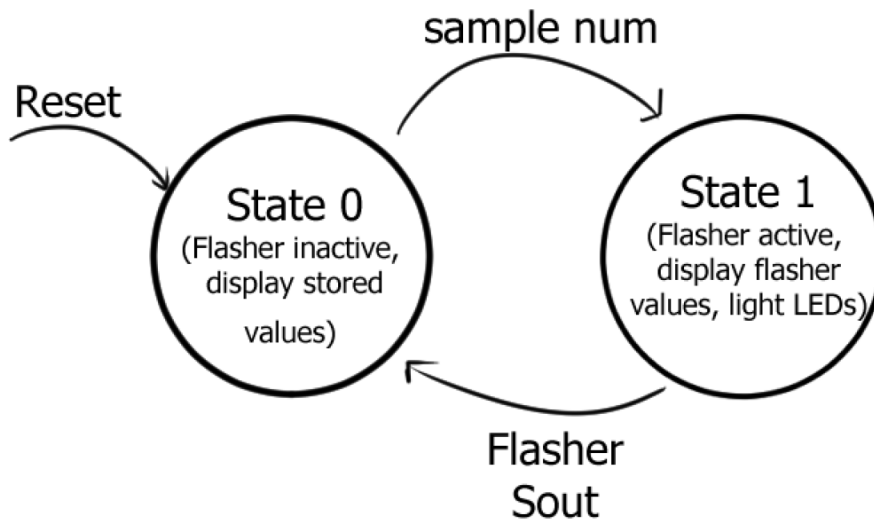 sample num
Reset
State 0
(Flasher inactive,
display stored
values)
State 1
(Flasher active,
display flasher
values, light LEDs)
Flasher
Sout